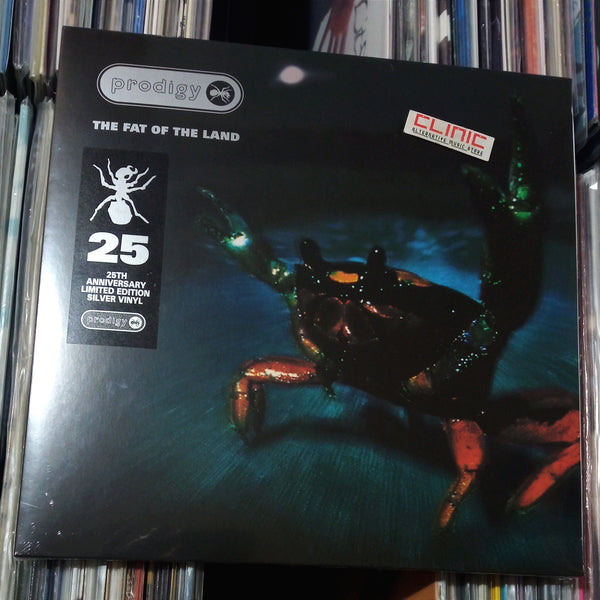 prodigy
THE FAT OF THE LAND
CLINIC
ALTERNATIVE MUSIC STORE
25
25TH
ANNIVERSARY
LIMITED EDITION
SILVER VINYL
prodigy